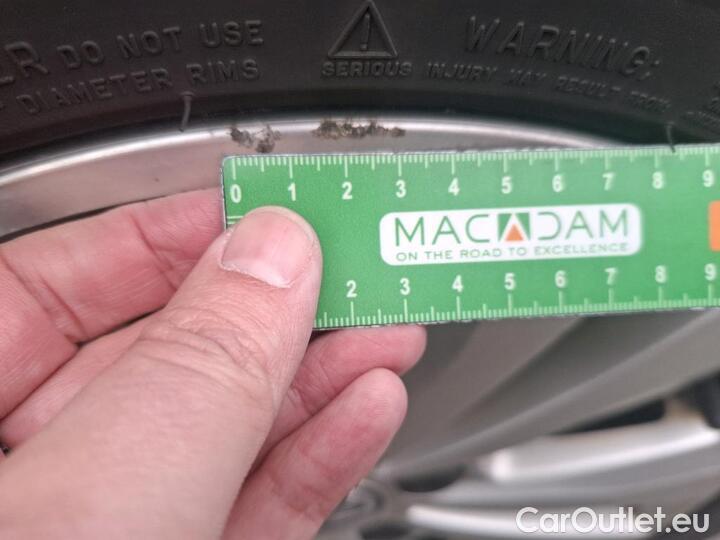 DO NOT USE
WARNING:
DIAMETER RIMS
SERIOUS INJURY MAY RESULT FROM
0 1 2 3 4 5 6 7 8 9
MACADAM
ON THE ROAD TO EXCELLENCE
2 3 4 5 6 7 8 9
CarOutlet.eu